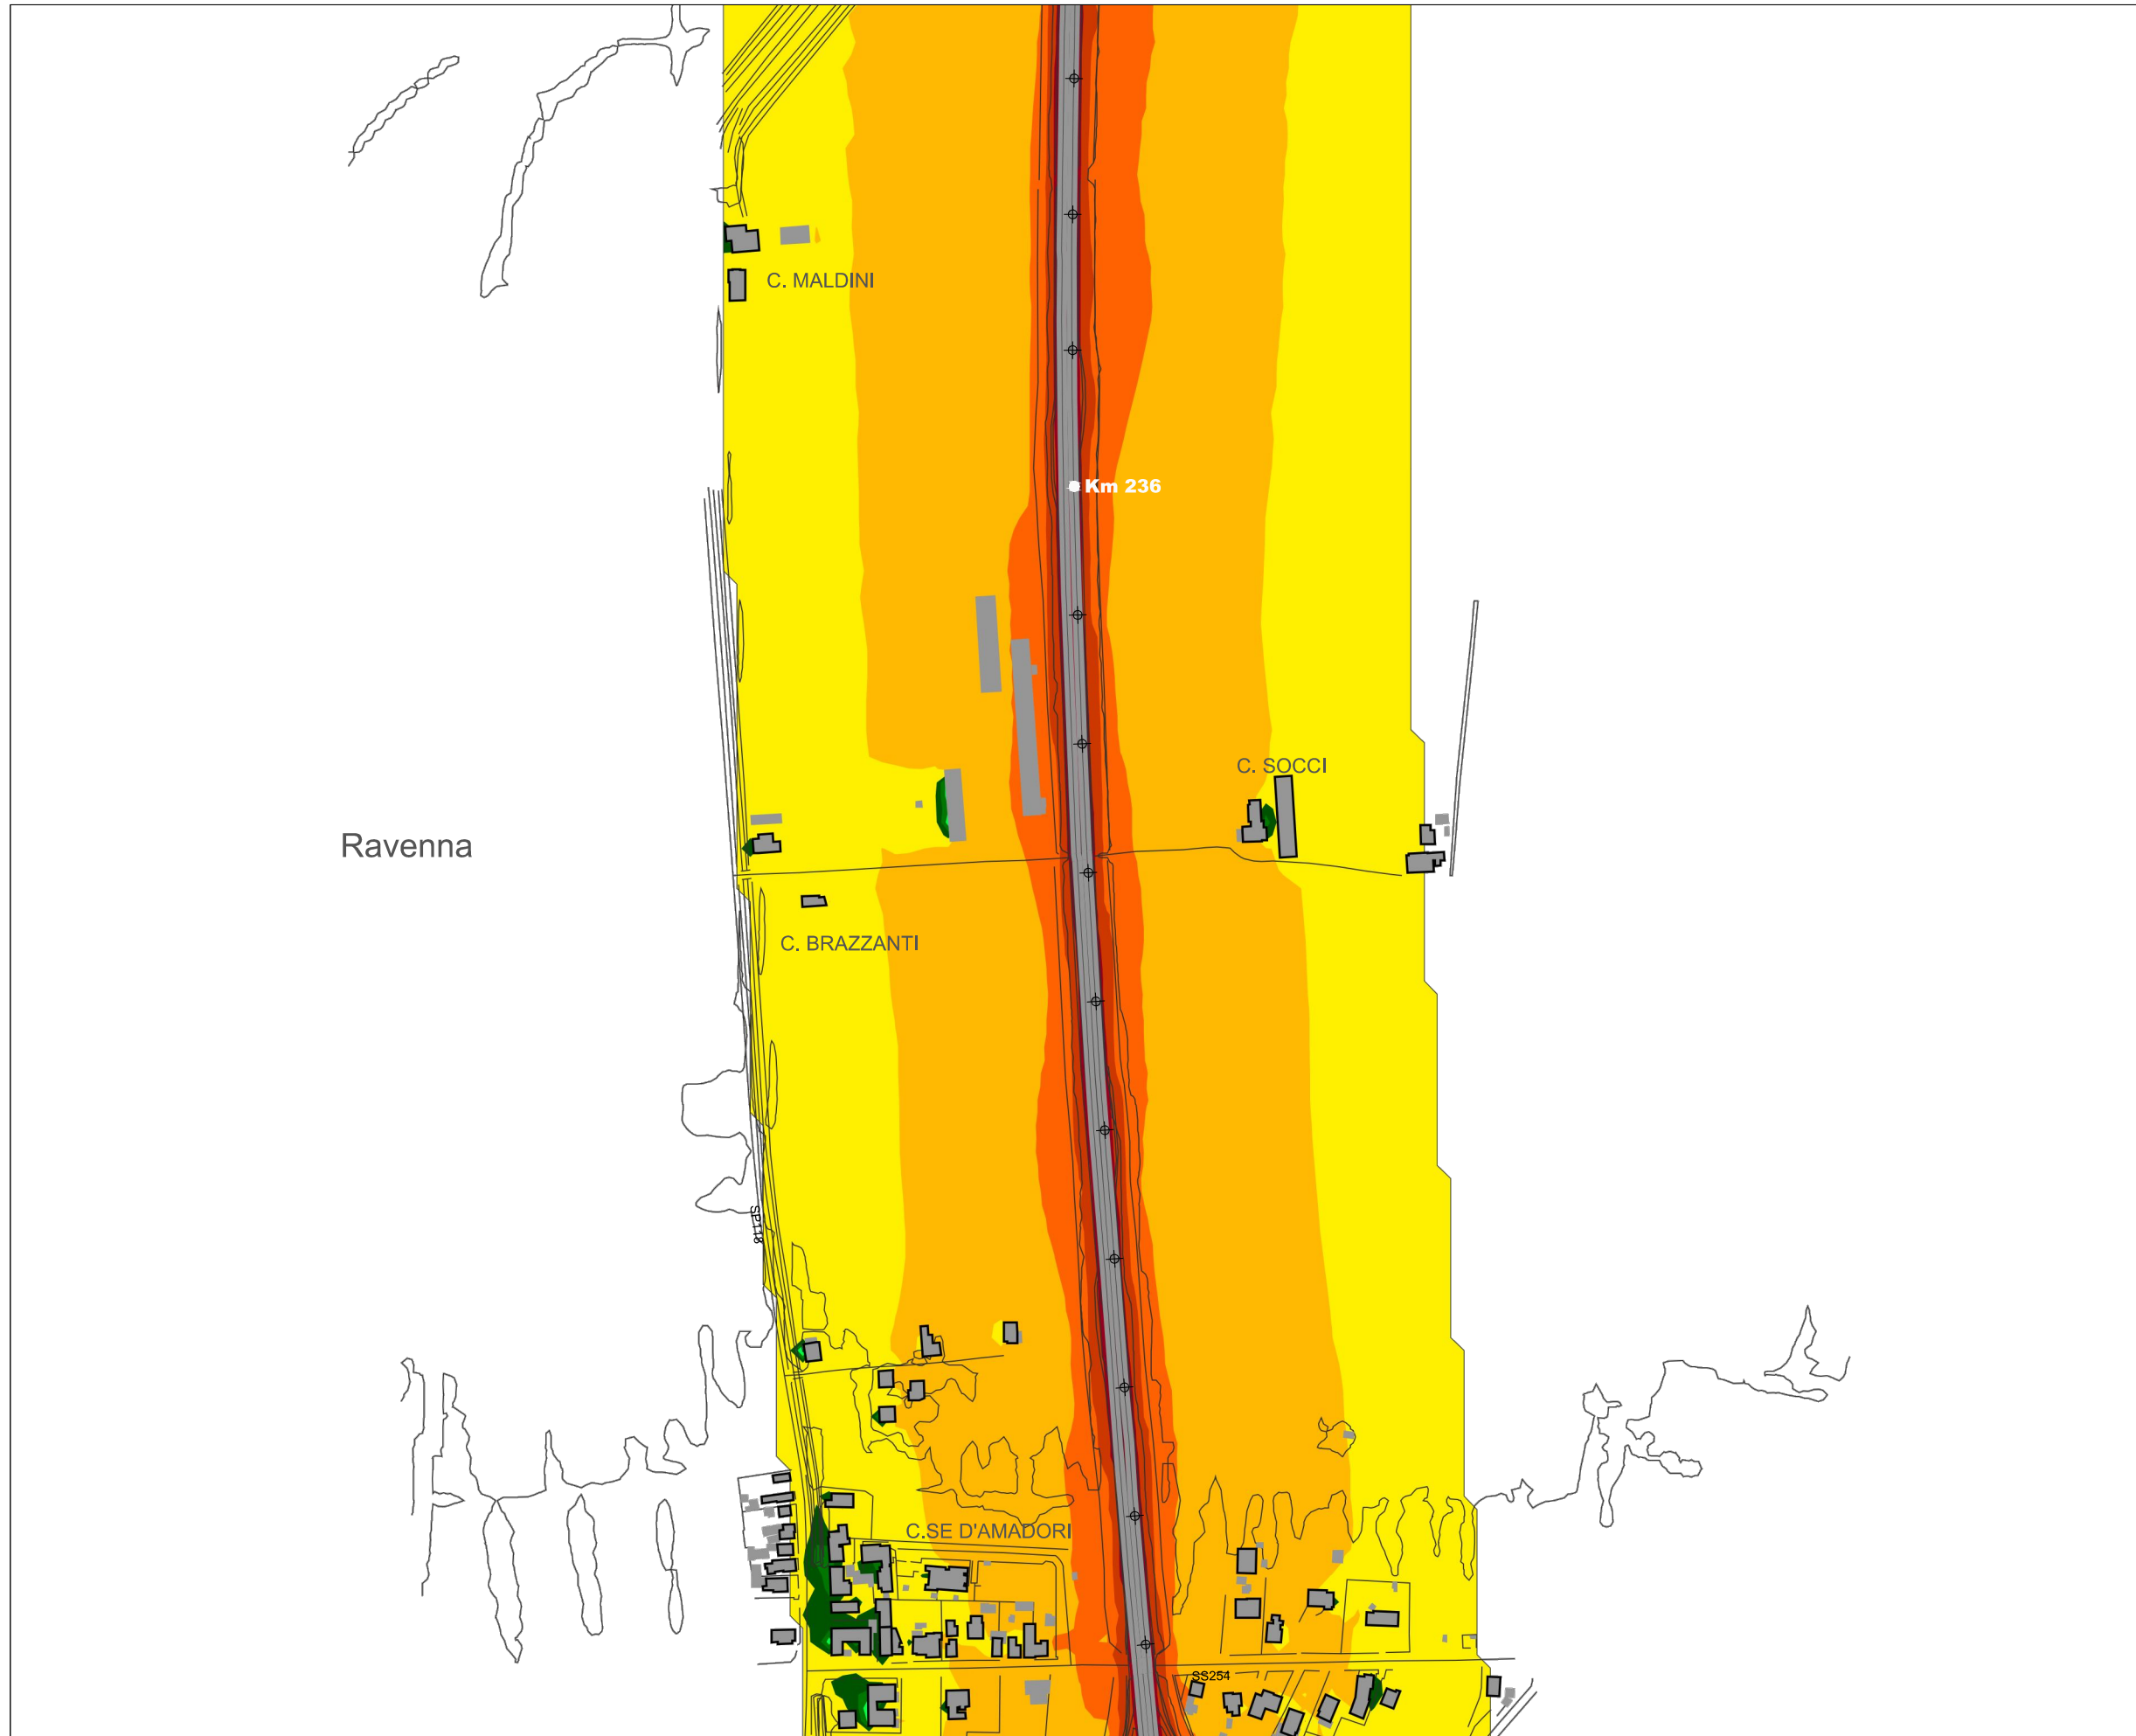 C. MALDINI
Km 236
C. SOCCI
Ravenna
C. BRAZZANTI
SP118
C.SE D'AMADORI
SS254